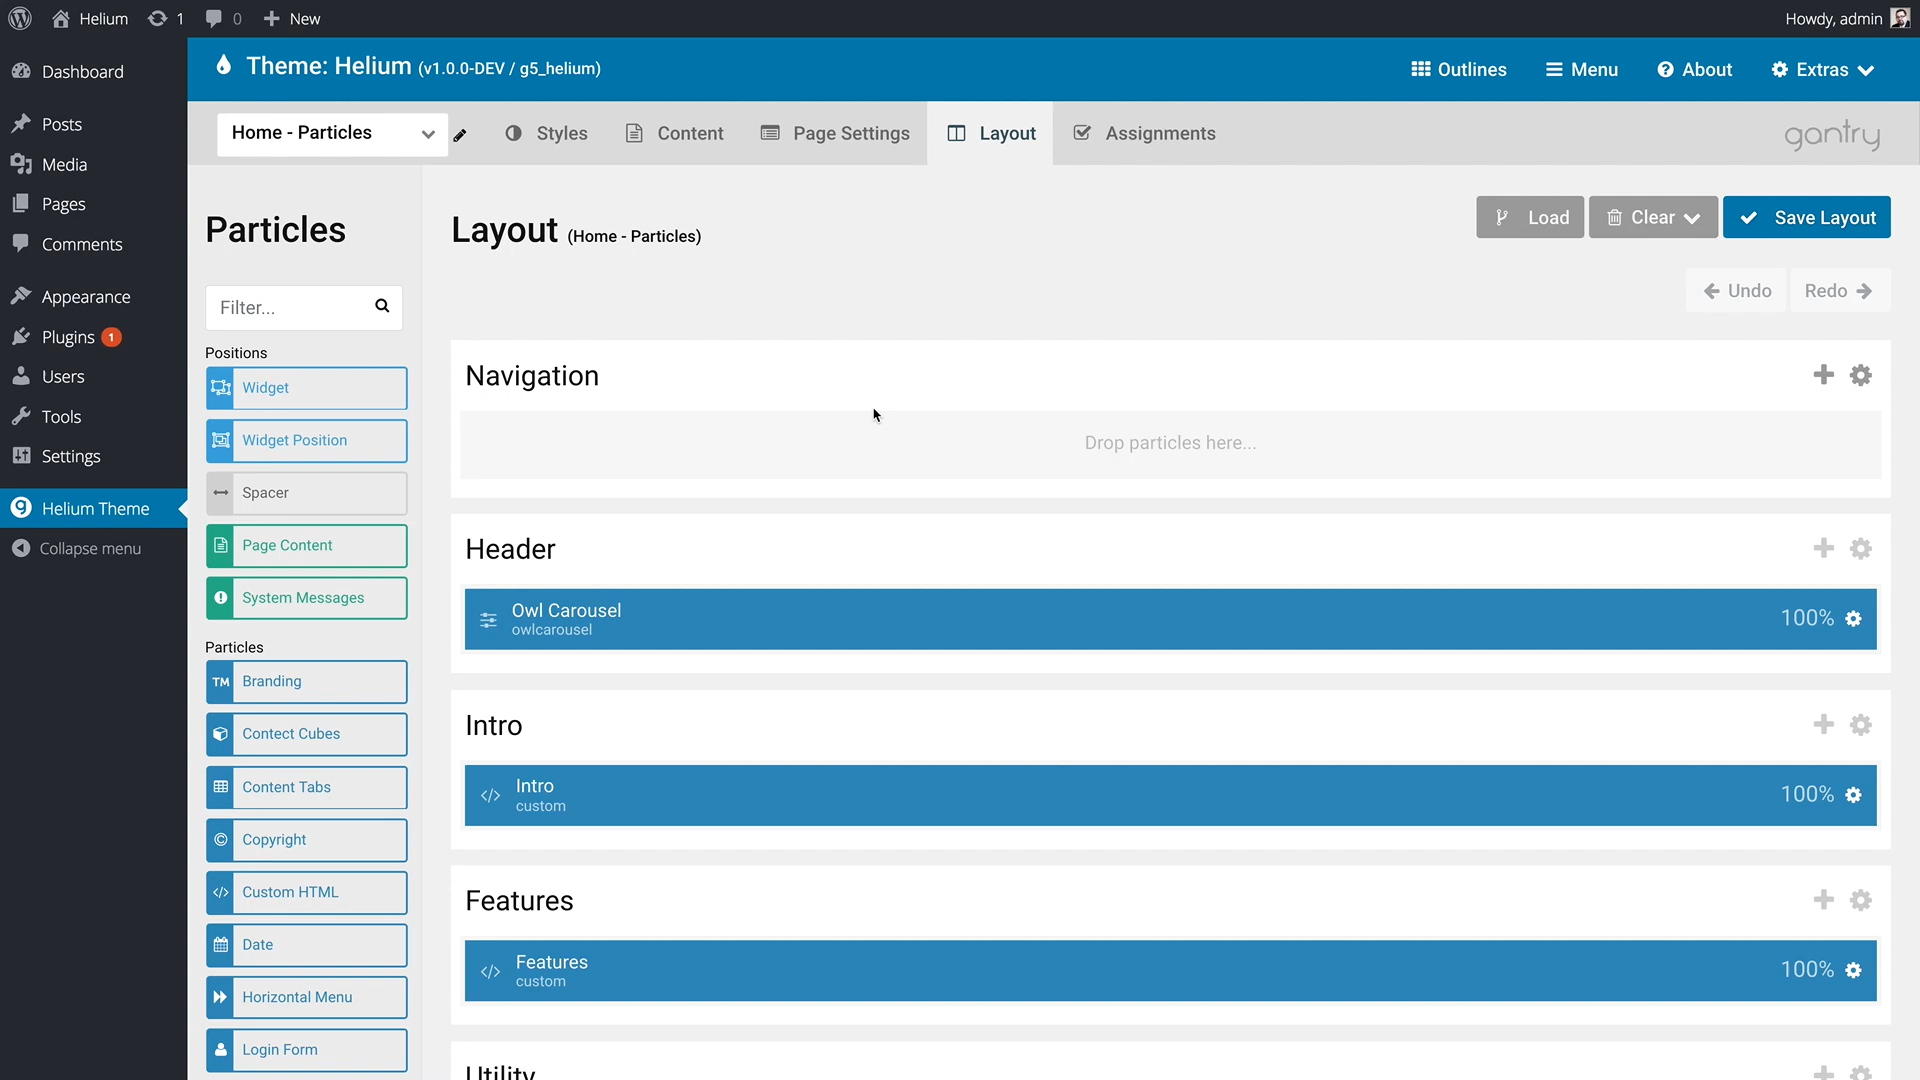 Helium 1 0 New Howdy, admin
Dashboard
Posts
Media
Pages
Comments
Appearance
Plugins 1
Users
Tools
Settings
Helium Theme
Collapse menu
Theme: Helium (v1.0.0-DEV / g5_helium)
Outlines Menu About Extras
Home - Particles Styles Content Page Settings Layout Assignments gantry
Particles
Filter...
Positions
Widget
Widget Position
Spacer
Page Content
System Messages
Particles
TM Branding
Contect Cubes
Content Tabs
Copyright
Custom HTML
Date
Horizontal Menu
Login Form
Layout (Home - Particles)
Load Clear Save Layout
Undo Redo
Navigation
Drop particles here...
Header
Owl Carousel
owlcarousel
100%
Intro
Intro
custom
100%
Features
Features
custom
100%
Utility